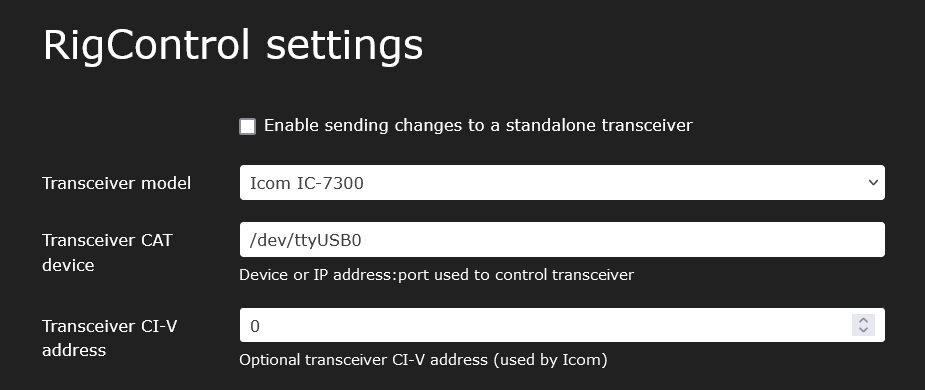 RigControl settings
Enable sending changes to a standalone transceiver
Transceiver model
Icom IC-7300
Transceiver CAT
device
/dev/ttyUSB0
Device or IP address:port used to control transceiver
Transceiver CI-V
address
0
Optional transceiver CI-V address (used by Icom)